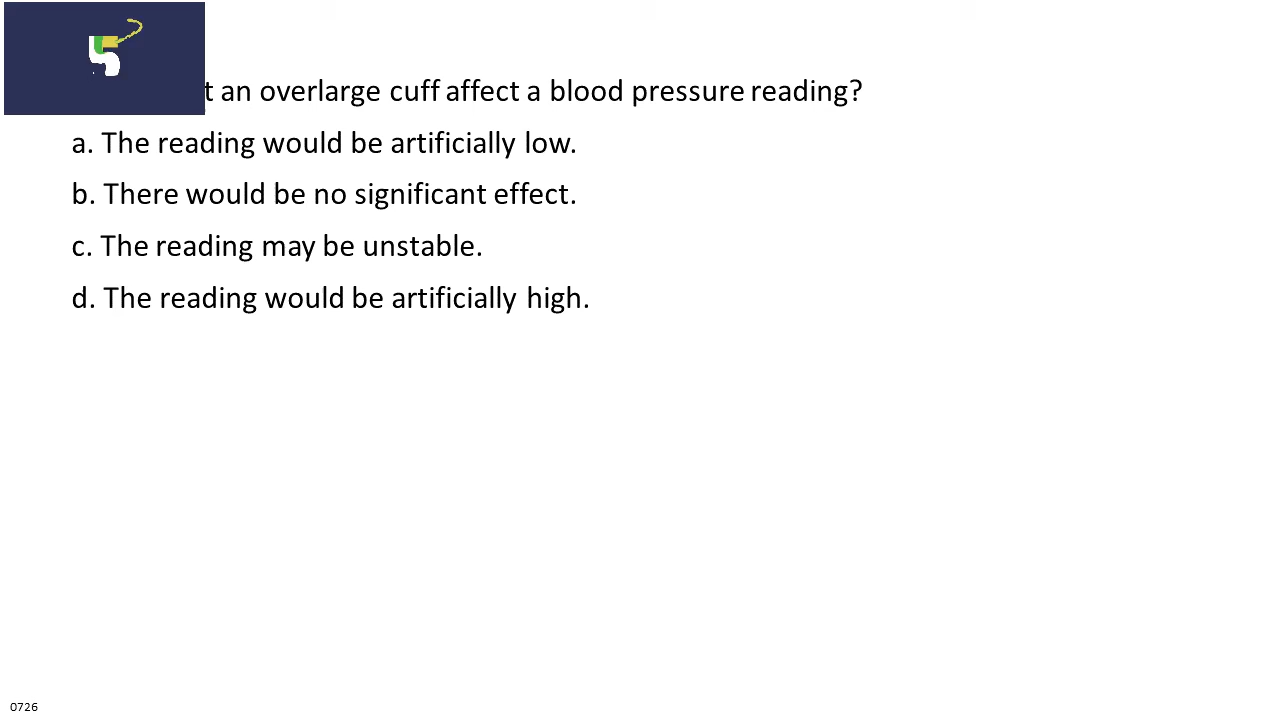 an overlarge cuff affect a blood pressure reading?
a. The reading would be artificially low.
b. There would be no significant effect.
c. The reading may be unstable.
d. The reading would be artificially high.
0726